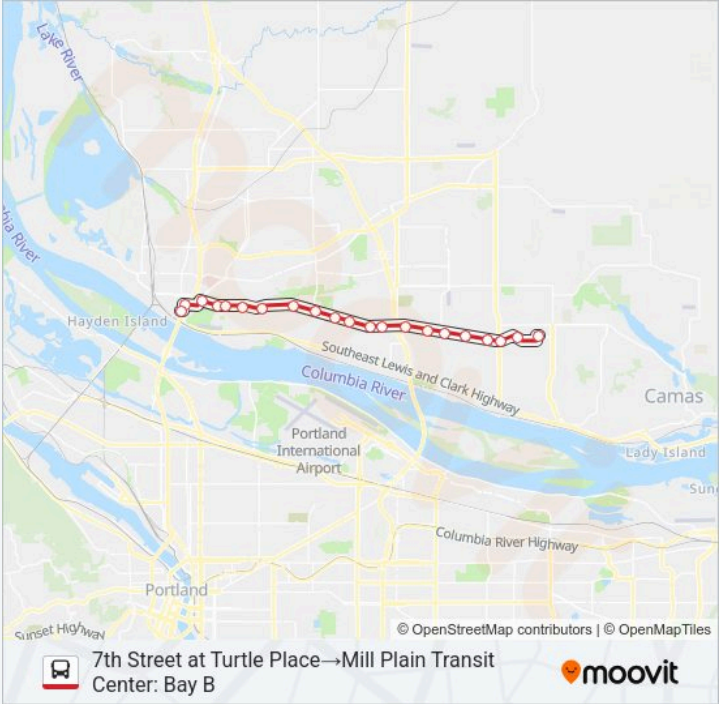 Lake River
bia River
Hayden Island
Southeast Lewis and Clark Highway
Columbia River
Camas
Portland
International
Airport
Lady Island
Sun
Columbia River Highway
Portland
Sunset Highway
© OpenStreetMap contributors | © OpenMapTiles
7th Street at Turtle Place→Mill Plain Transit
Center: Bay B
moovit